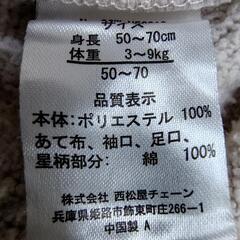 サイズ
身長 50~70cm
体重 3~9kg
50~70
品質表示
本体:ポリエステル 100%
あて布、袖口、足口、
星柄部分: 綿 100%
株式会社 西松屋チェーン
兵庫県姫路市飾東町庄266-1
中国製 A